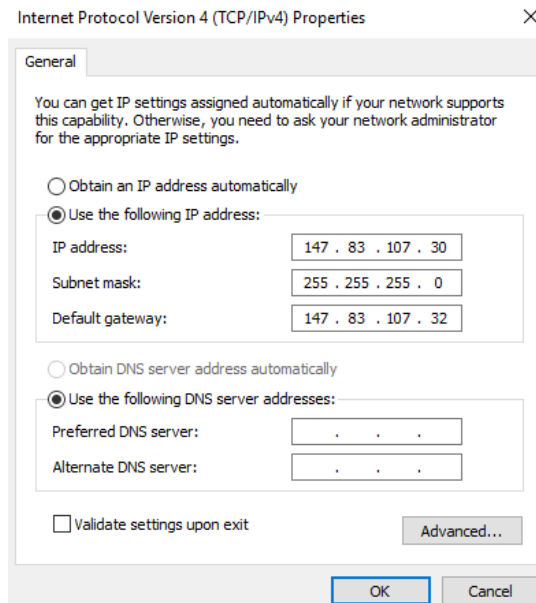 Internet Protocol Version 4 (TCP/IPv4) Properties
General
You can get IP settings assigned automatically if your network supports
this capability. Otherwise, you need to ask your network administrator
for the appropriate IP settings.
Obtain an IP address automatically
Use the following IP address:
IP address: 147 . 83 . 107 . 30
Subnet mask: 255 . 255 . 255 . 0
Default gateway: 147 . 83 . 107 . 32
Obtain DNS server address automatically
Use the following DNS server addresses:
Preferred DNS server: . . .
Alternate DNS server: . . .
Validate settings upon exit
Advanced...
OK Cancel